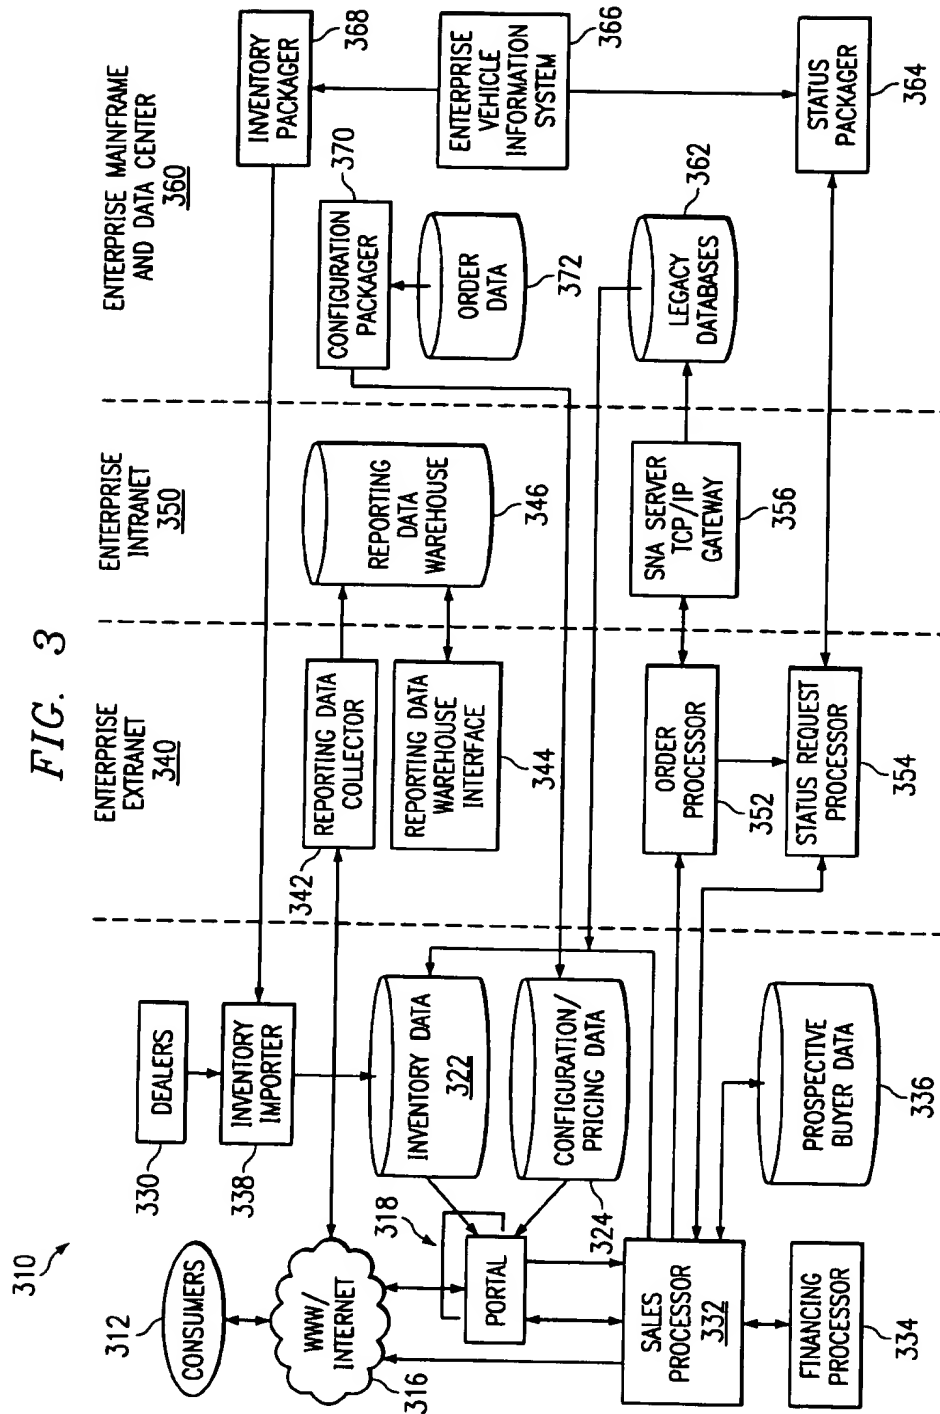 FIG. 3
310
312
CONSUMERS
WWW/
INTERNET
316
330
DEALERS
338
INVENTORY
IMPORTER
318
PORTAL
INVENTORY DATA
322
CONFIGURATION/
PRICING DATA
324
SALES
PROCESSOR
332
FINANCING
PROCESSOR
334
PROSPECTIVE
BUYER DATA
336
ENTERPRISE
EXTRANET
340
342
REPORTING DATA
COLLECTOR
REPORTING DATA
WAREHOUSE
INTERFACE
344
ORDER
PROCESSOR
352
STATUS REQUEST
PROCESSOR
354
ENTERPRISE
INTRANET
350
REPORTING
DATA
WAREHOUSE
346
SNA SERVER
TCP/IP
GATEWAY
356
ENTERPRISE MAINFRAME
AND DATA CENTER
360
INVENTORY
PACKAGER
368
370
CONFIGURATION
PACKAGER
ORDER
DATA
372
ENTERPRISE
VEHICLE
INFORMATION
SYSTEM
366
362
LEGACY
DATABASES
STATUS
PACKAGER
364